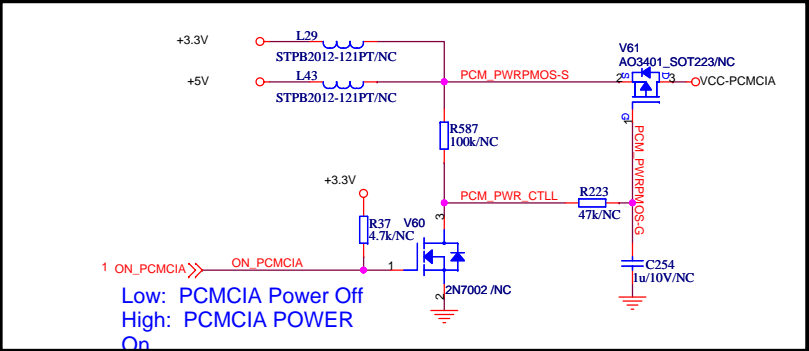 +3.3V
L29
STPB2012-121PT/NC
+5V
L43
STPB2012-121PT/NC
PCM_PWRPMOS-S
V61
AO3401_SOT223/NC
2
S
D
3
VCC-PCMCIA
G
1
R587
100k/NC
PCM_PWRPMOS-G
+3.3V
PCM_PWR_CTLL
R223
47k/NC
R37
4.7k/NC
V60
3
1 ON_PCMCIA
ON_PCMCIA
1
2
2N7002 /NC
C254
1u/10V/NC
Low: PCMCIA Power Off
High: PCMCIA POWER
On